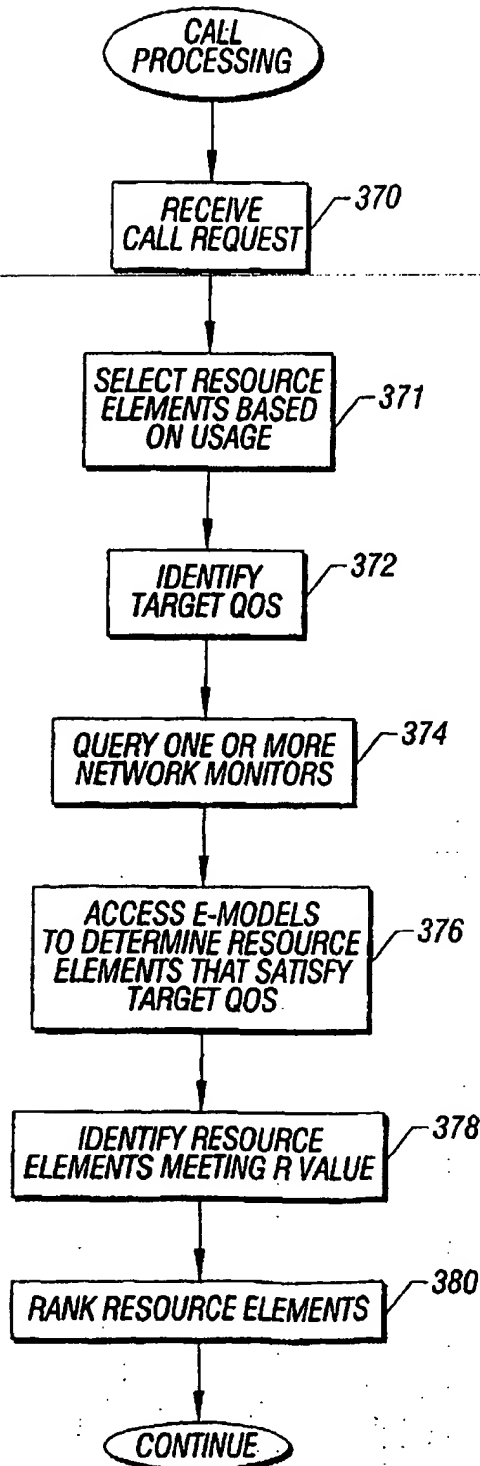 CALL
PROCESSING
370
RECEIVE
CALL REQUEST
371
SELECT RESOURCE
ELEMENTS BASED
ON USAGE
372
IDENTIFY
TARGET QOS
374
QUERY ONE OR MORE
NETWORK MONITORS
376
ACCESS E-MODELS
TO DETERMINE RESOURCE
ELEMENTS THAT SATISFY
TARGET QOS
378
IDENTIFY RESOURCE
ELEMENTS MEETING R VALUE
380
RANK RESOURCE ELEMENTS
CONTINUE